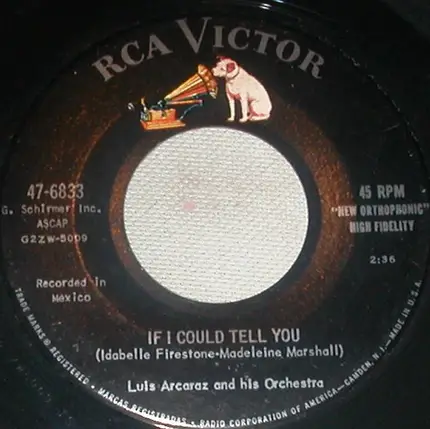 RCA VICTOR
47-6833
G. Schirmer Inc.
ASCAP
G2ZW-5009
45 RPM
"NEW ORTHOPHONIC"
HIGH FIDELITY
2:36
Recorded in
Mexico
IF I COULD TELL YOU
(Idabelle Firestone-Madeleine Marshall)
Luis Arcaraz and his Orchestra
TRADE MARKS ® REGISTERED • MARCAS REGISTRADAS • RADIO CORPORATION OF AMERICA—CAMDEN, N.J.—MADE IN U.S.A.